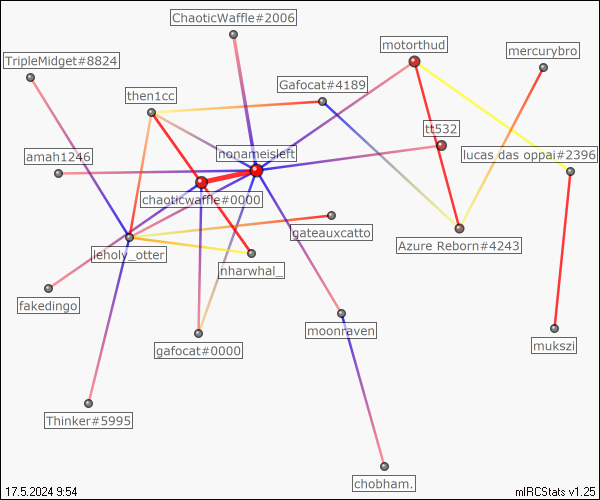 ChaoticWaffle#2006
motorthud
mercurybro
TripleMidget#8824
Gafocat#4189
then1cc
tt532
nonameisleft
lucas das oppai#2396
amah1246
chaoticwaffle#0000
gateauxcatto
Azure Reborn#4243
leholy_otter
nharwhal_
fakedingo
moonraven
gafocat#0000
mukszi
Thinker#5995
chobham.
17.5.2024 9:54
mIRCStats v1.25